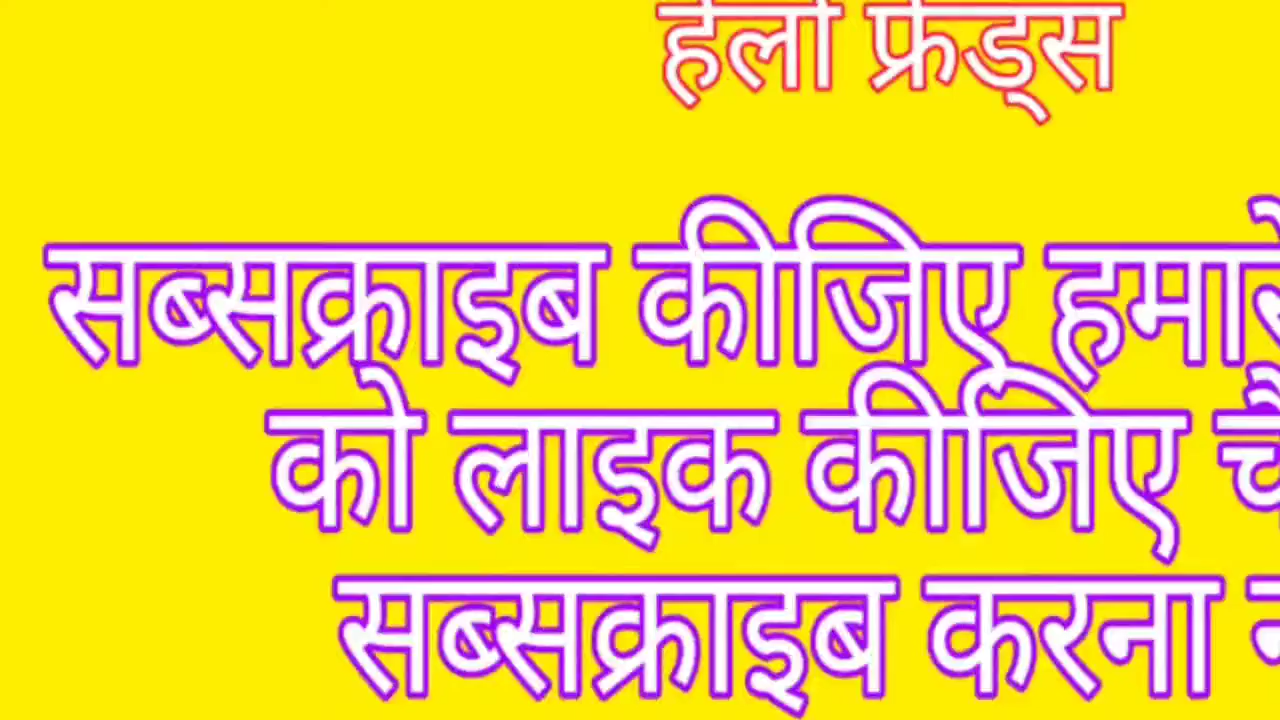 हेलो फ्रेंड्स
सब्सक्राइब कीजिए हमारे
को लाइक कीजिए
सब्सक्राइब करना